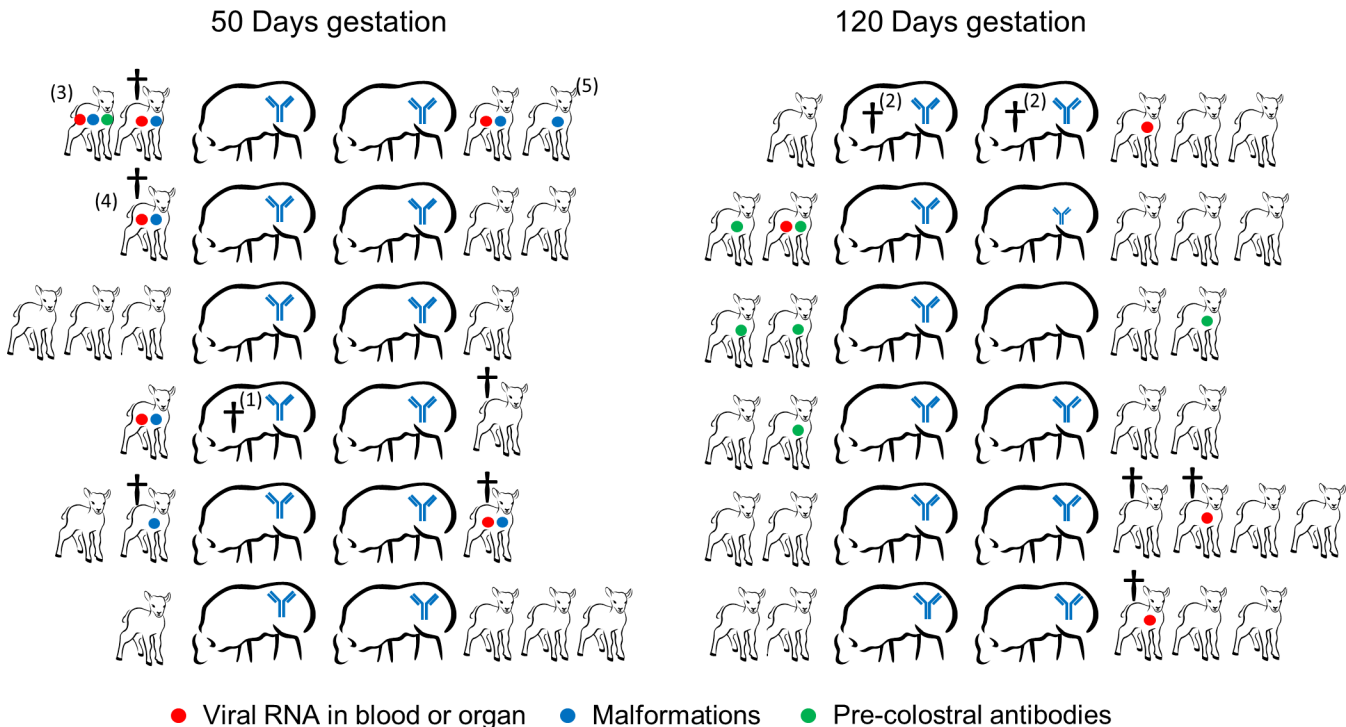 50 Days gestation 120 Days gestation
(3) (5) (2) (2)
(4)
(1)
Viral RNA in blood or organ Malformations Pre-colostral antibodies